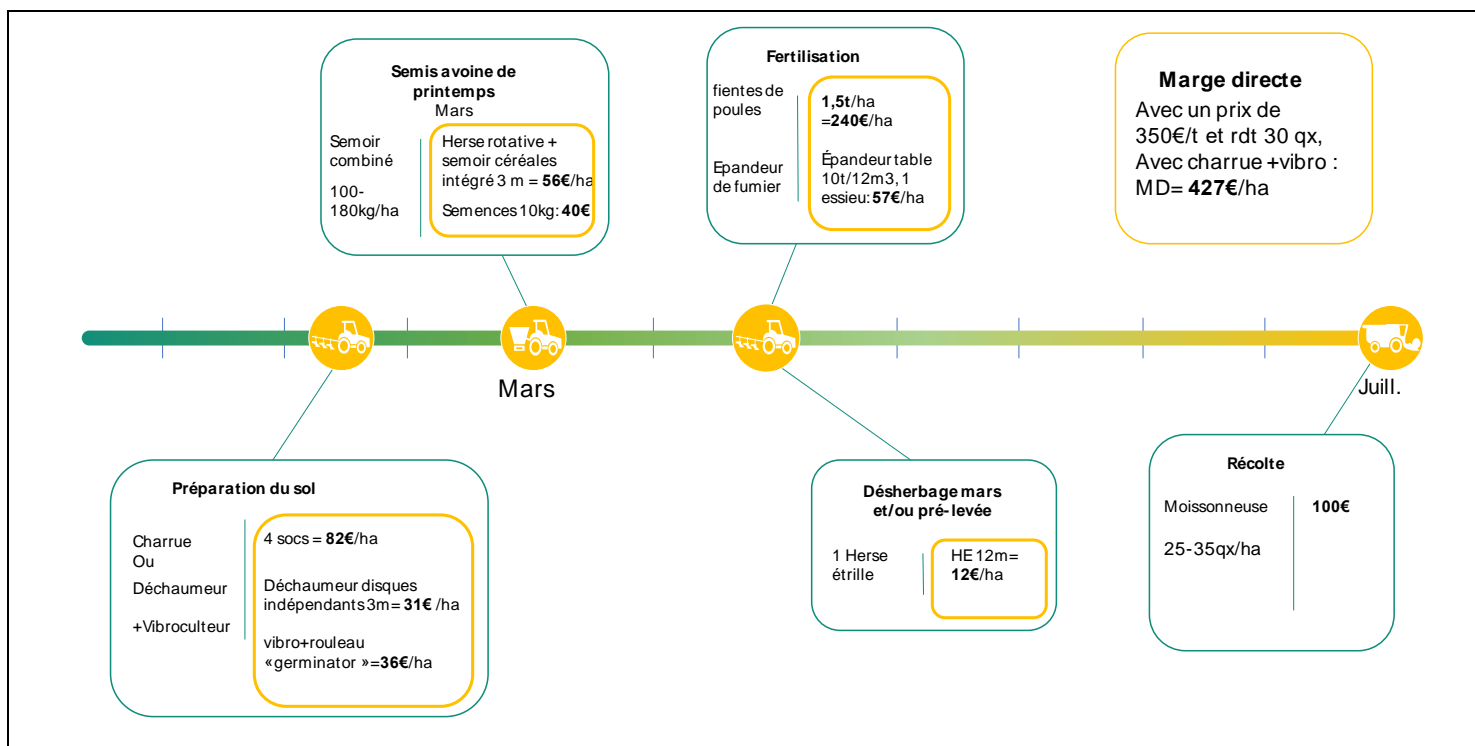 Semis avoine de
printemps
Mars
Semoir
combiné
100-
180kg/ha
Herse rotative +
semoir céréales
intégré 3 m = 56€/ha
Semences 10kg: 40€
Fertilisation
fientes de
poules
Epandeur
de fumier
1,5t/ha
=240€/ha
Épandeur table
10t/12m3, 1
essieu: 57€/ha
Marge directe
Avec un prix de
350€/t et rdt 30 qx,
Avec charrue +vibro :
MD= 427€/ha
Mars
Juill.
Préparation du sol
Charrue
Ou
Déchaumeur
+Vibroculteur
4 socs = 82€/ha
Déchaumeur disques
indépendants 3m= 31€ /ha
vibro+rouleau
«germinator »=36€/ha
Désherbage mars
et/ou pré-levée
1 Herse
étrille
HE 12m=
12€/ha
Récolte
Moissonneuse
25-35qx/ha
100€